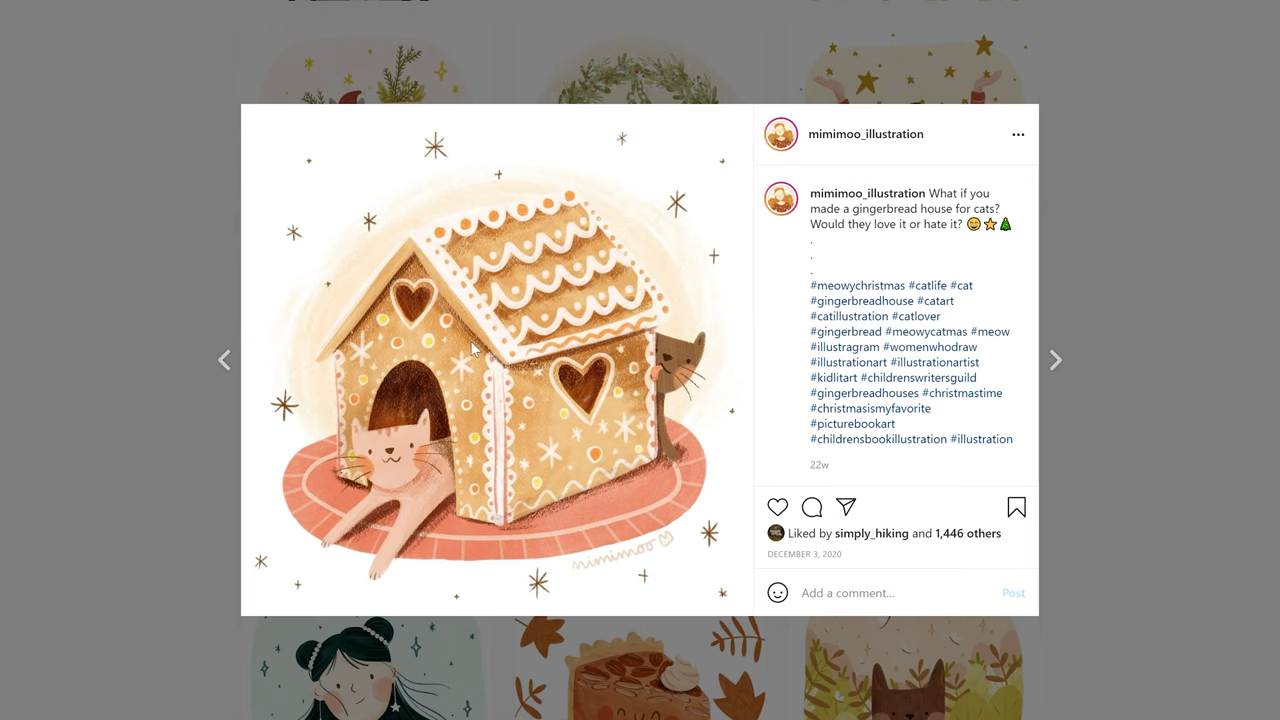 mimimoo_illustration
mimimoo_illustration What if you
made a gingerbread house for cats?
Would they love it or hate it? 😄⭐🎄
.
.
.
#meowychristmas #catlife #cat
#gingerbreadhouse #catart
#catillustration #catlover
#gingerbread #meowycatmas #meow
#illustragram #womenwhodraw
#illustrationart #illustrationartist
#kidlitart #childrenswritersguild
#gingerbreadhouses #christmastime
#christmasismyfavorite
#picturebookart
#childrensbookillustration #illustration
22w
Liked by simply_hiking and 1,446 others
DECEMBER 3, 2020
Add a comment...
Post
mimimoo